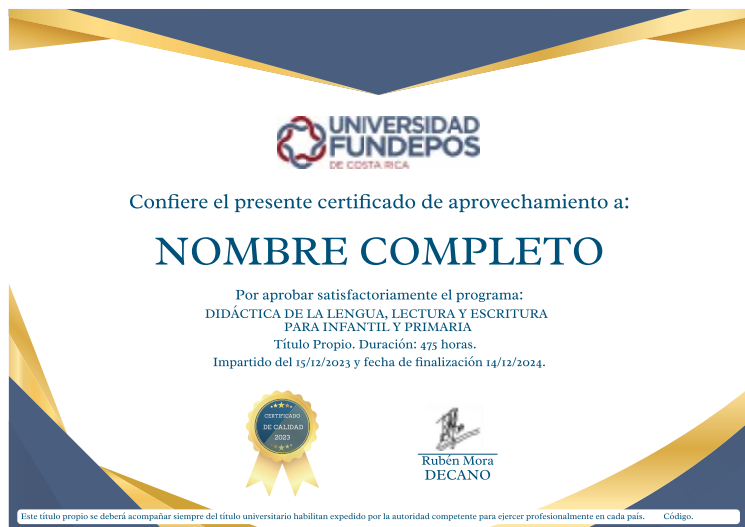 UNIVERSIDAD
FUNDEPOS
DE COSTA RICA
Confiere el presente certificado de aprovechamiento a:
NOMBRE COMPLETO
Por aprobar satisfactoriamente el programa:
DIDÁCTICA DE LA LENGUA, LECTURA Y ESCRITURA
PARA INFANTIL Y PRIMARIA
Título Propio. Duración: 475 horas.
Impartido del 15/12/2023 y fecha de finalización 14/12/2024.
CERTIFICADO
DE CALIDAD
2023
Rubén Mora
DECANO
Este título propio se deberá acompañar siempre del título universitario habilitan expedido por la autoridad competente para ejercer profesionalmente en cada país. Código.